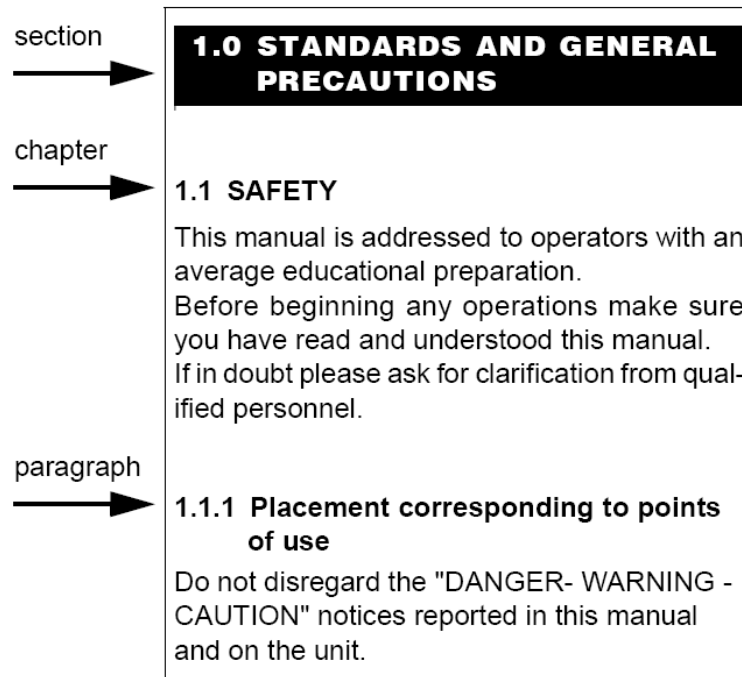 section
1.0 STANDARDS AND GENERAL
PRECAUTIONS
chapter
1.1 SAFETY
This manual is addressed to operators with an
average educational preparation.
Before beginning any operations make sure
you have read and understood this manual.
If in doubt please ask for clarification from qual-
ified personnel.
paragraph
1.1.1 Placement corresponding to points
of use
Do not disregard the "DANGER- WARNING -
CAUTION" notices reported in this manual
and on the unit.